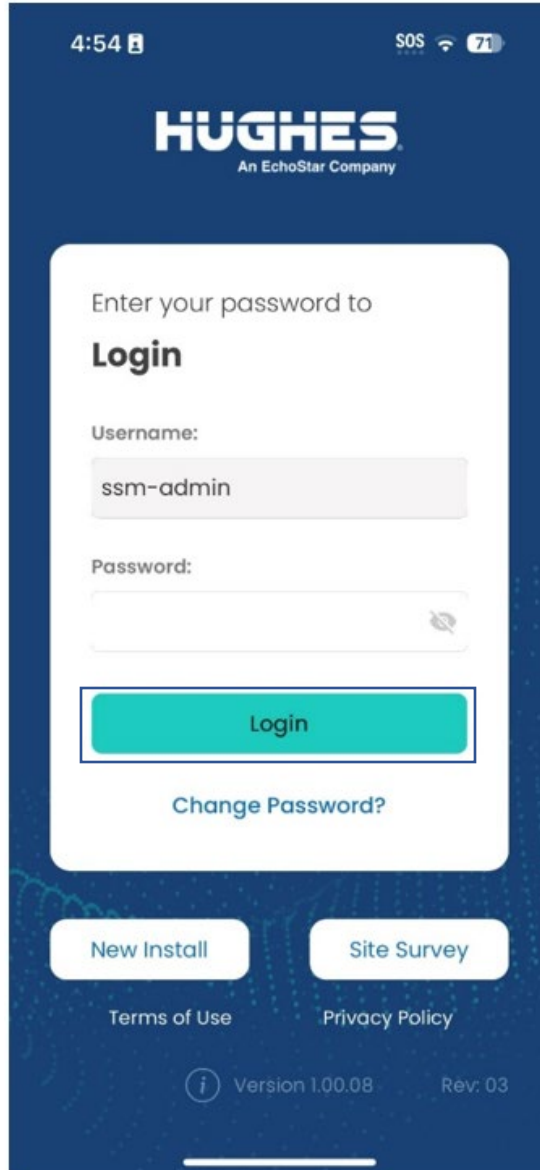 4:54 SOS 71
HUGHES
An EchoStar Company
Enter your password to
Login
Username:
ssm-admin
Password:
Login
Change Password?
New Install Site Survey
Terms of Use Privacy Policy
i Version 1.00.08 Rev: 03